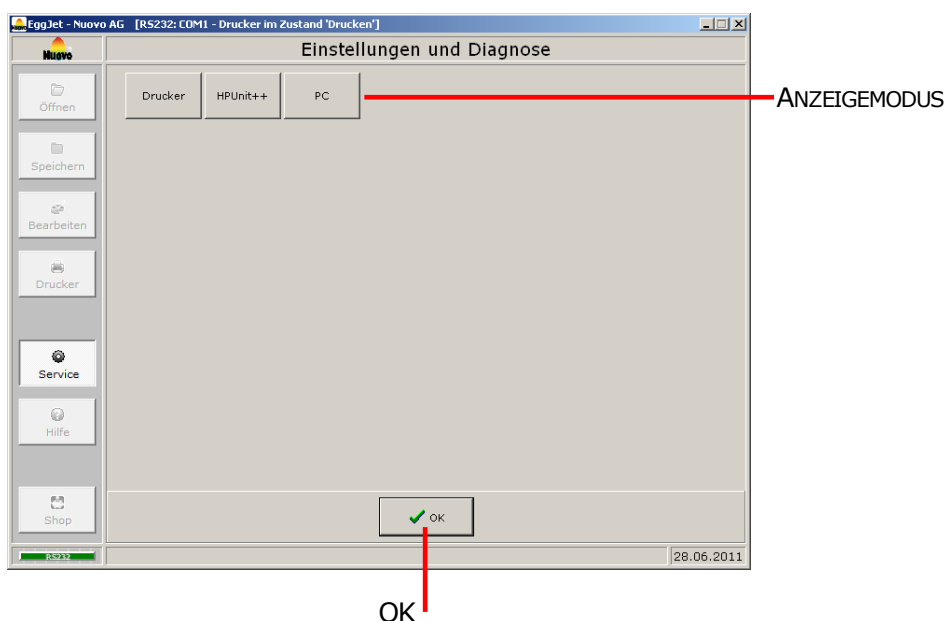 EggJet - Nuovo AG [RS232: COM1 - Drucker im Zustand 'Drucken']
Nuovo
Einstellungen und Diagnose
Öffnen
Drucker
HPUnit++
PC
ANZEIGEMODUS
Speichern
Bearbeiten
Drucker
Service
Hilfe
Shop
OK
RS232
28.06.2011
OK